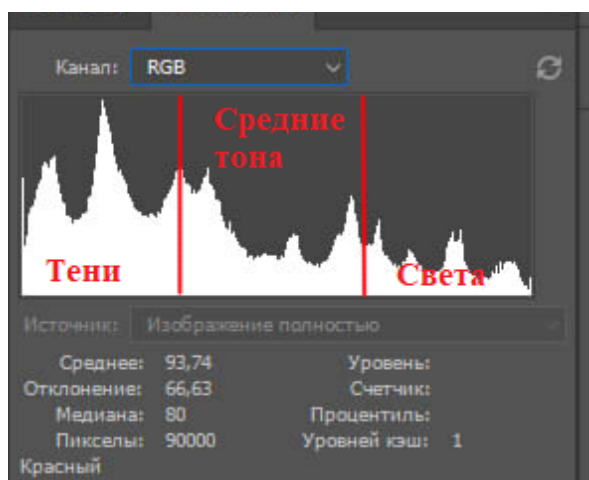 Канал: RGB
Средние
тона
Тени
Света
Источник: Изображение полностью
Среднее: 93,74 Уровень:
Отклонение: 66,63 Счетчик:
Медиана: 80 Процентиль:
Пикселы: 90000 Уровней кэш: 1
Красный